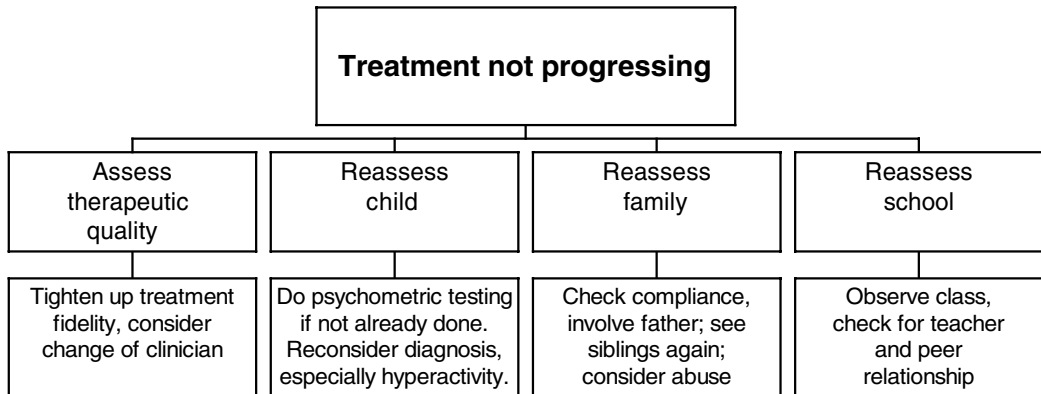 Treatment not progressing
Assess
therapeutic
quality
Reassess
child
Reassess
family
Reassess
school
Tighten up treatment
fidelity, consider
change of clinician
Do psychometric testing
if not already done.
Reconsider diagnosis,
especially hyperactivity.
Check compliance,
involve father; see
siblings again;
consider abuse
Observe class,
check for teacher
and peer
relationship